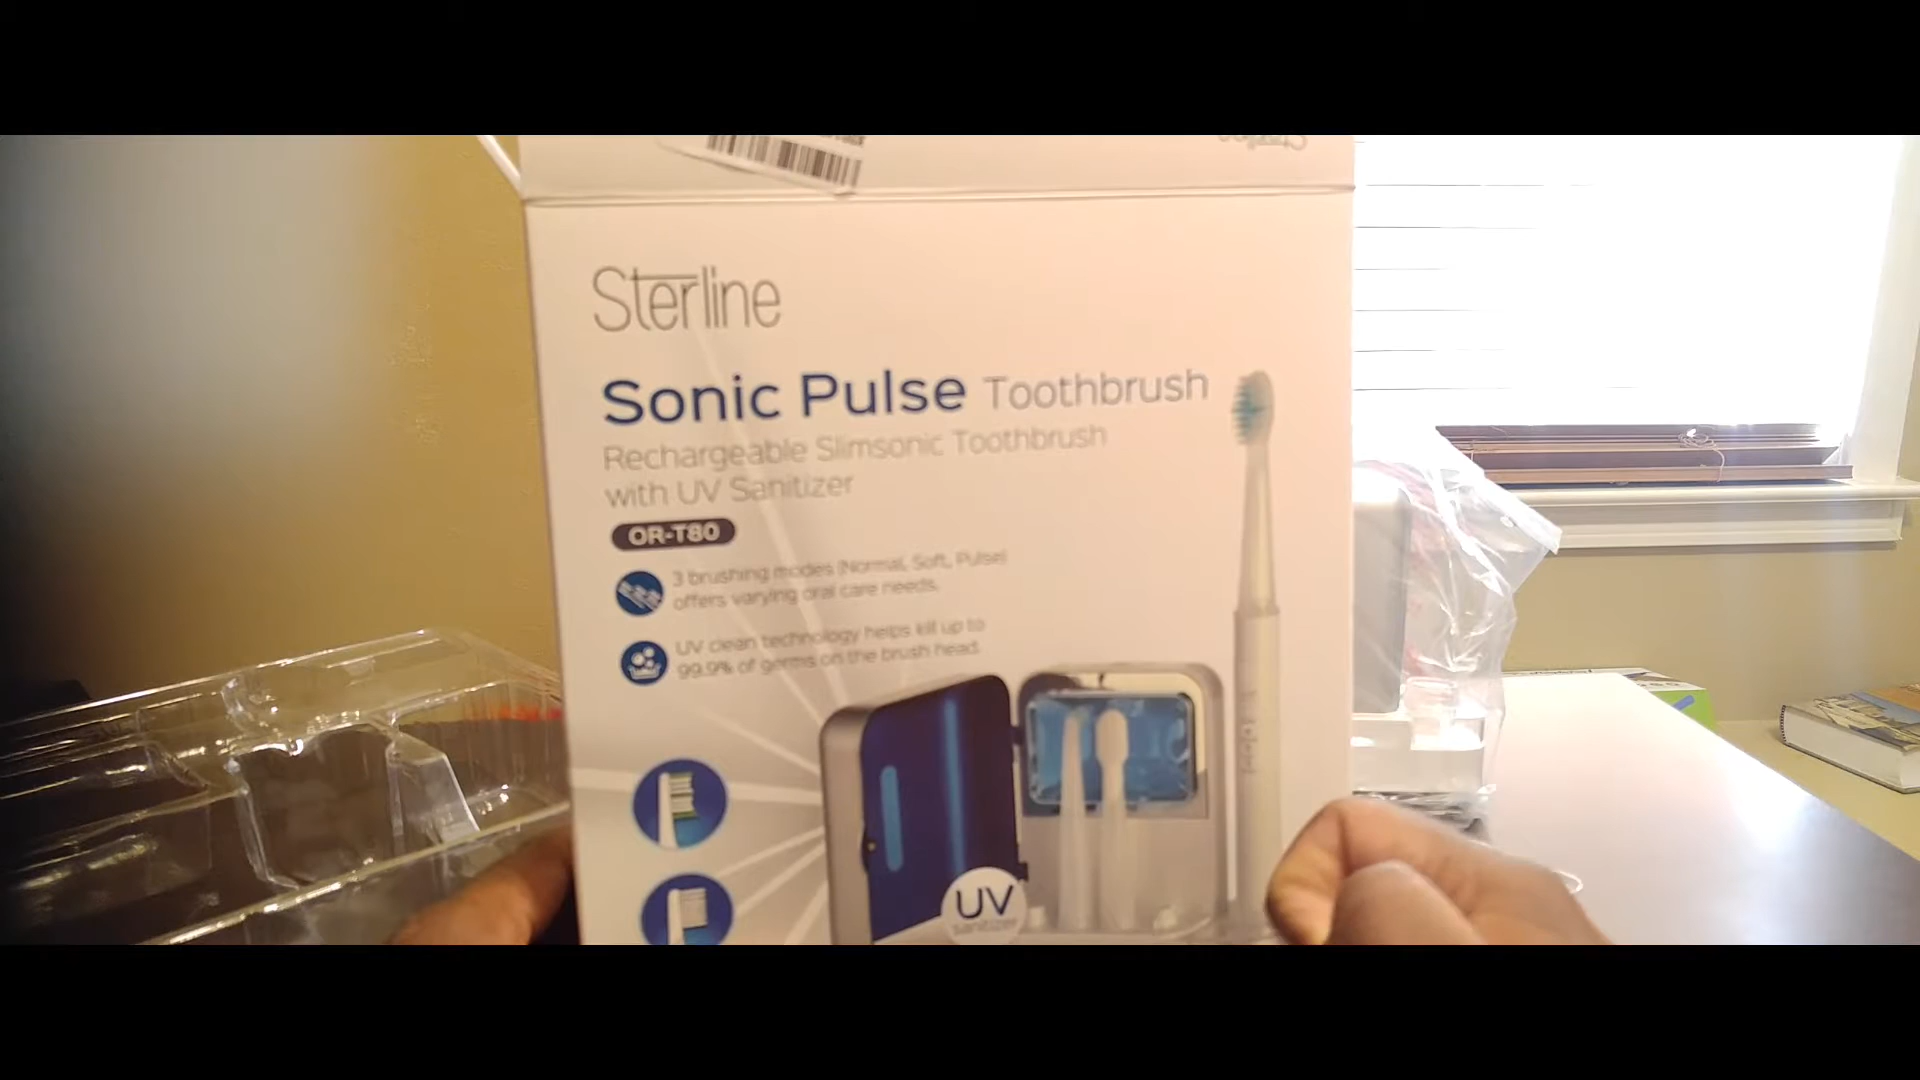 Sterline
Sonic Pulse Toothbrush
Rechargeable Slimsonic Toothbrush
with UV Sanitizer
OR-T80
3 brushing modes (Normal, Soft, Pulse)
offers varying oral care needs.
UV clean technology helps kill up to
99.9% of germs on the brush head.
UV
sanitizer